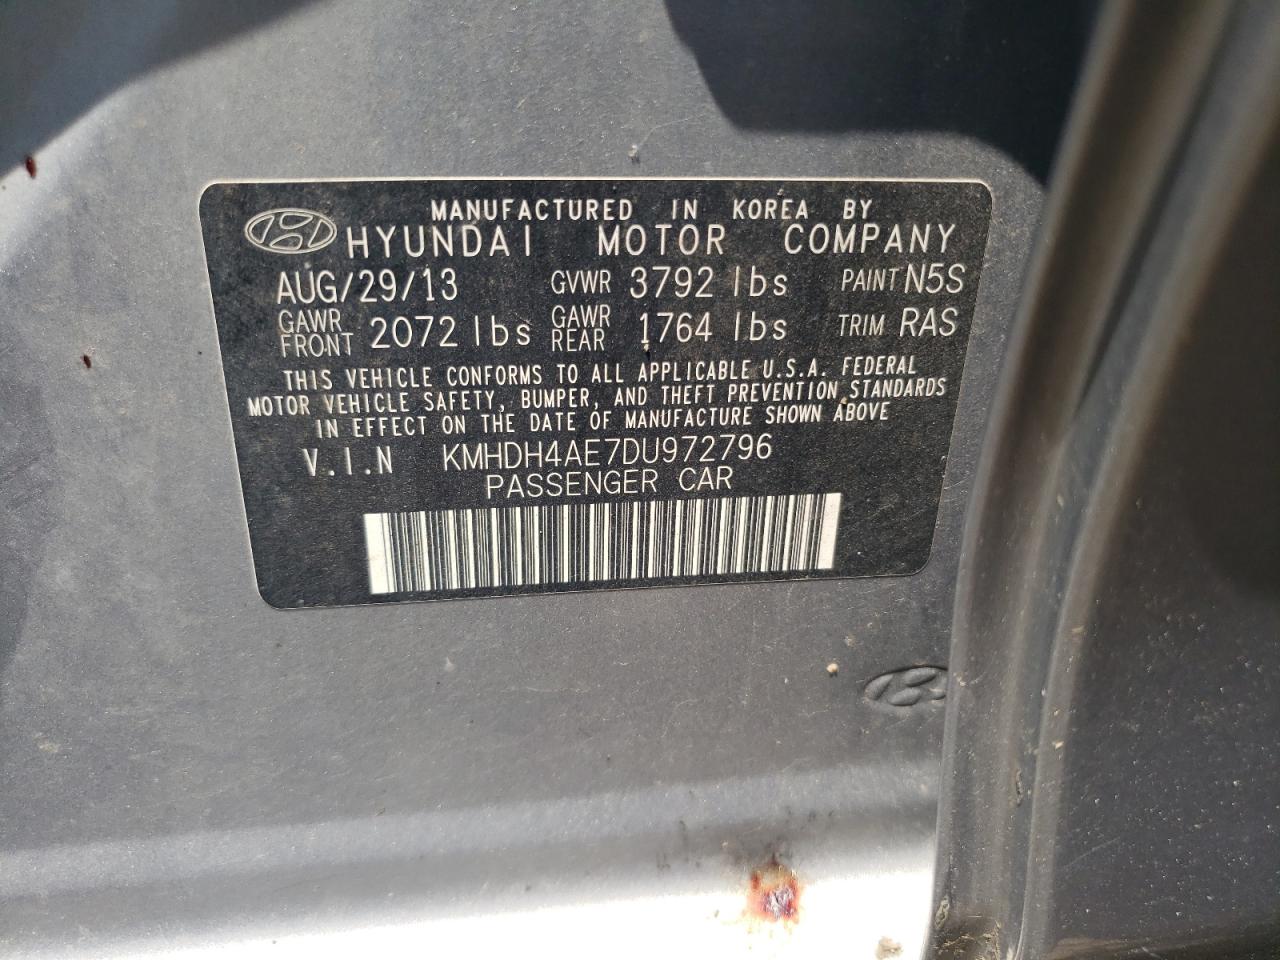 MANUFACTURED IN KOREA BY
HYUNDAI MOTOR COMPANY
AUG/29/13 GVWR 3792 lbs PAINT N5S
GAWR FRONT 2072 lbs GAWR REAR 1764 lbs TRIM RAS
THIS VEHICLE CONFORMS TO ALL APPLICABLE U.S.A. FEDERAL
MOTOR VEHICLE SAFETY, BUMPER, AND THEFT PREVENTION STANDARDS
IN EFFECT ON THE DATE OF MANUFACTURE SHOWN ABOVE
V.I.N KMHDH4AE7DU972796
PASSENGER CAR